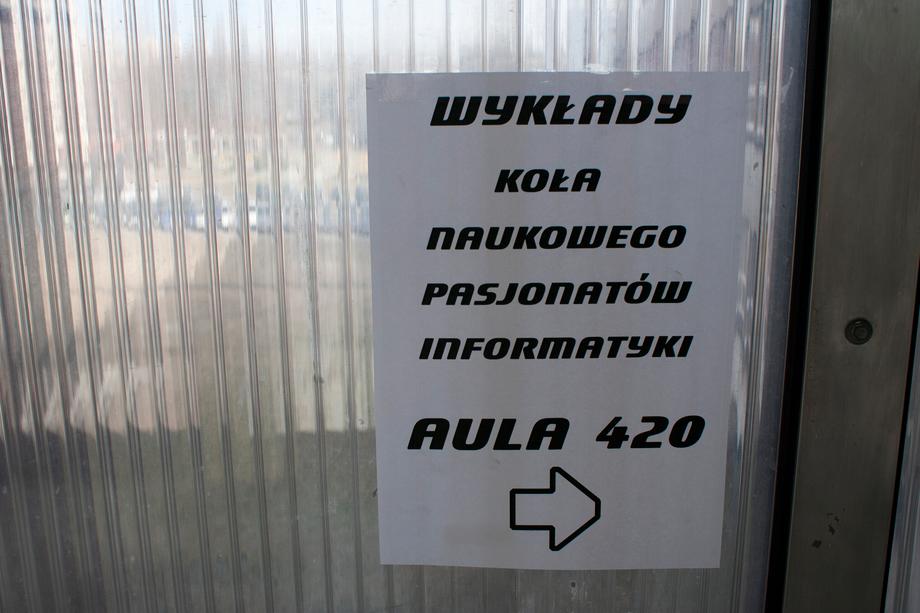 WYKŁADY
KOŁA
NAUKOWEGO
PASJONATÓW
INFORMATYKI
AULA 420